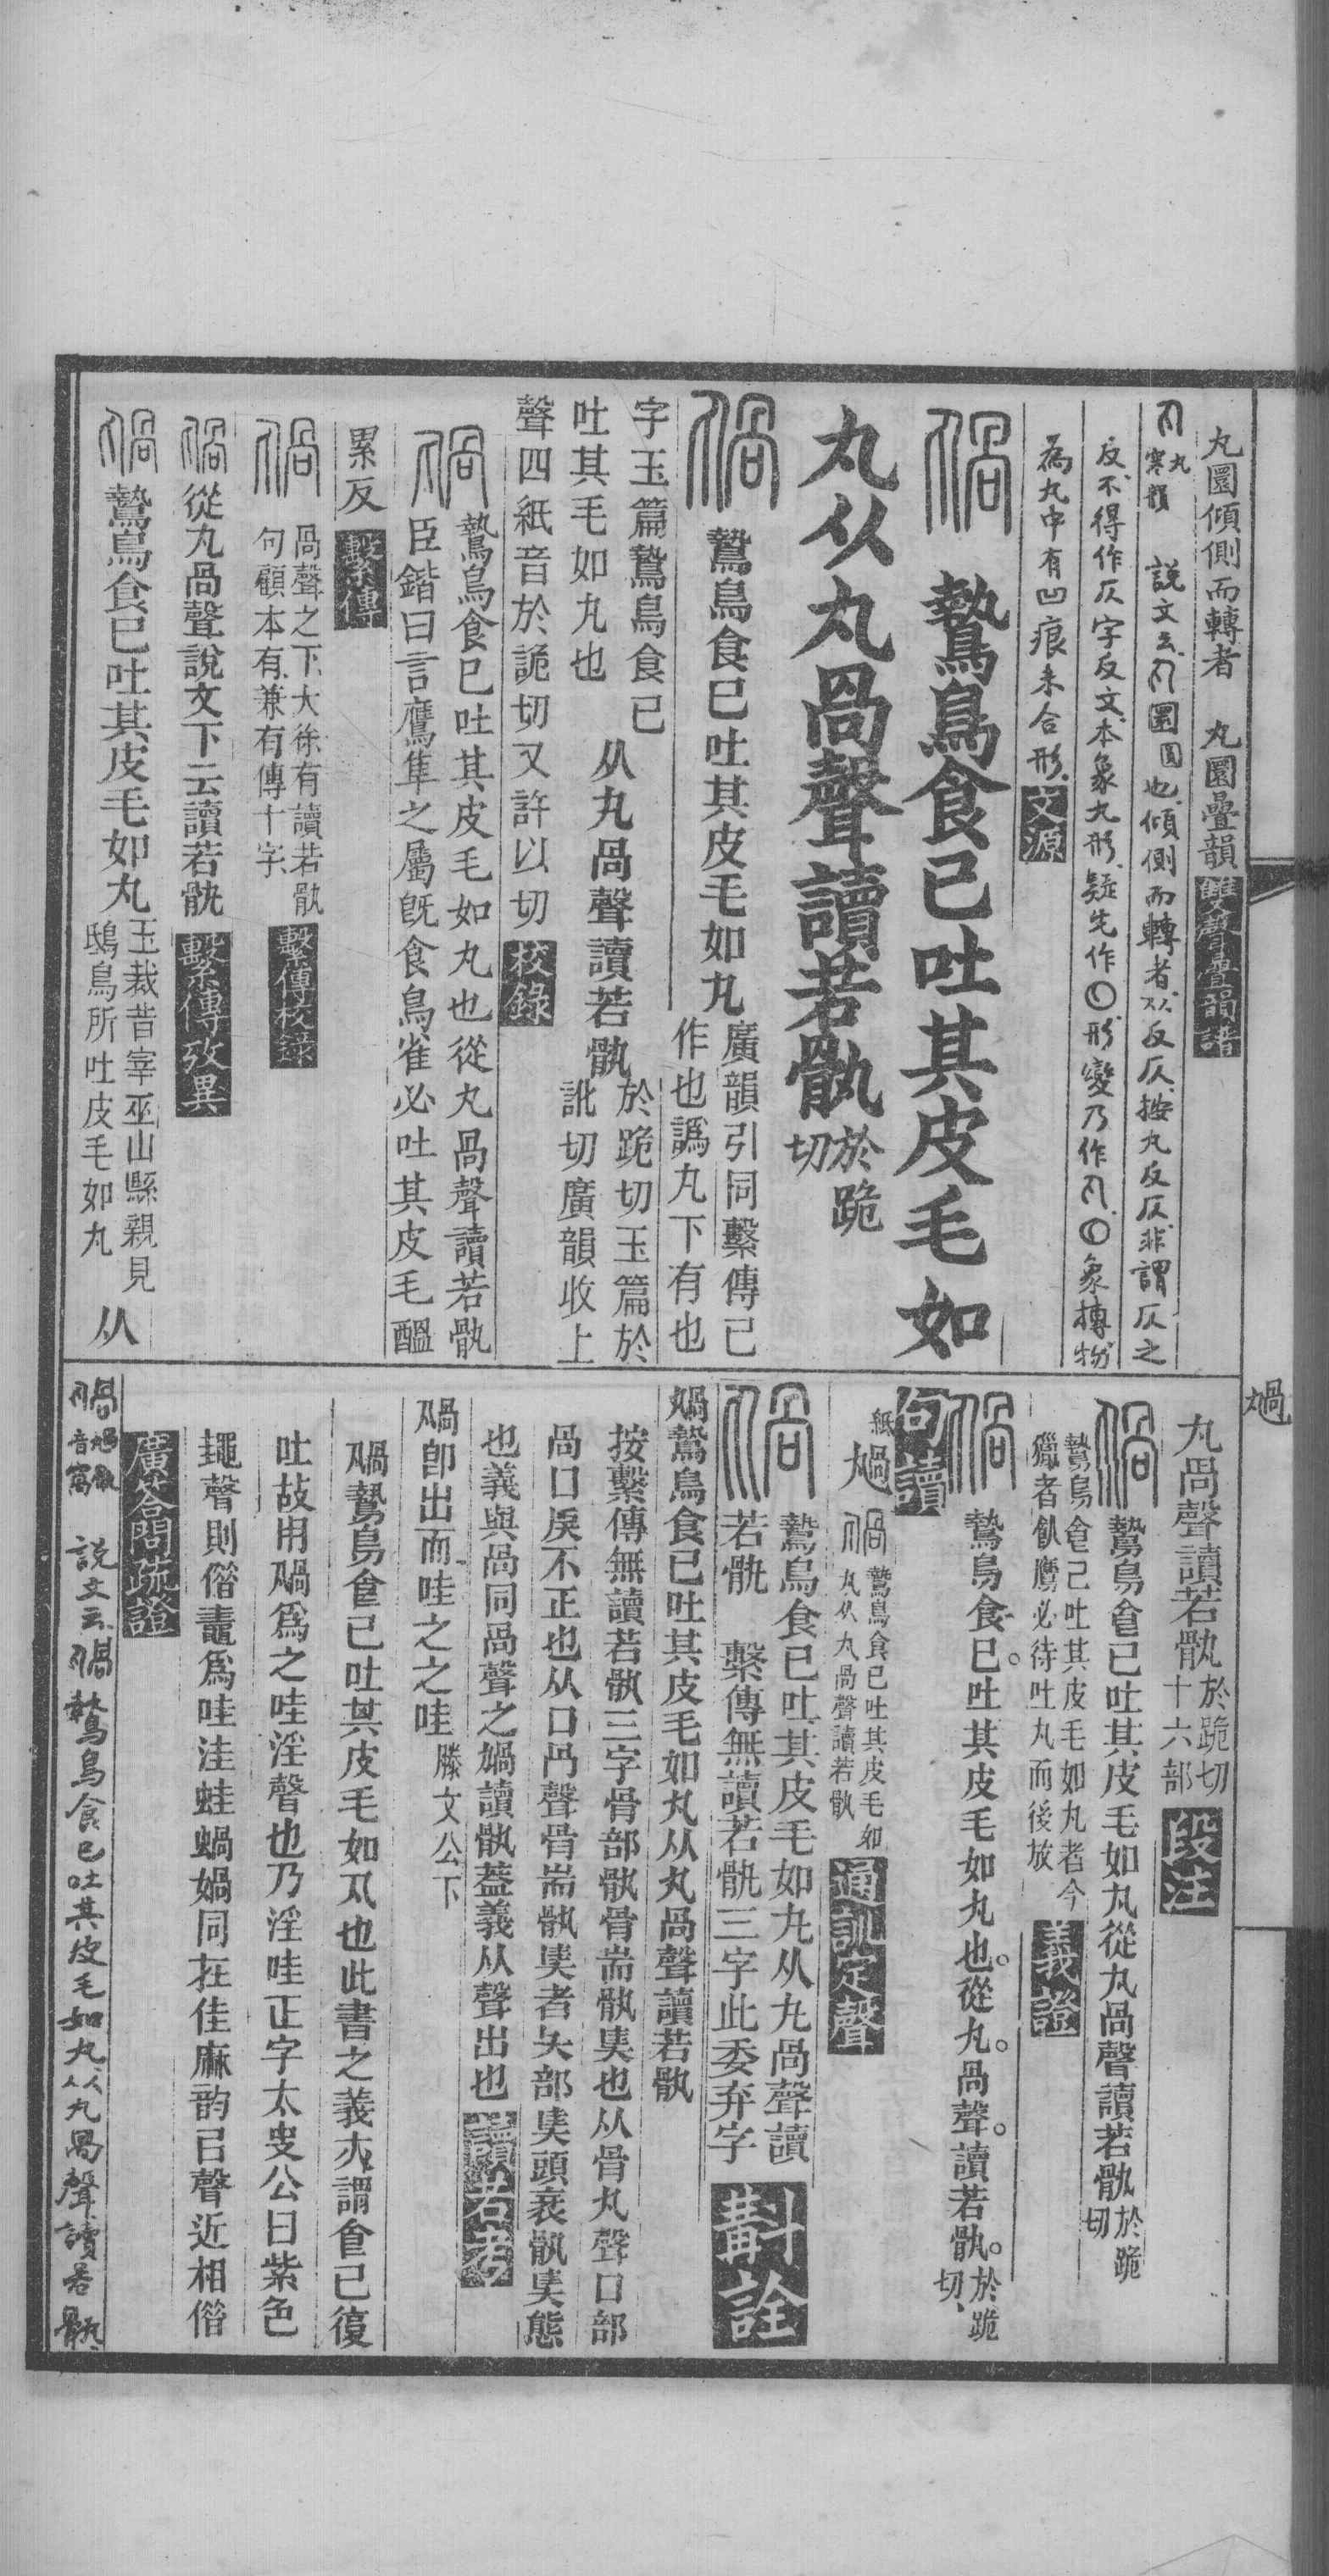 丸圜傾側而轉者　丸圜疊韻雙聲疊韻譜
丸寒韻　說文云圜圓也傾側而轉者从反仄按丸反仄非謂仄之
反不得作仄字反文本象丸形疑先作形變乃作象摶物
為丸中有凹痕未合形文源
鷙鳥食已吐其皮毛如
丸从丸咼聲讀若骫於跪切
鷙鳥食已吐其皮毛如丸廣韻引同繫傳已作也譌丸下有也
字玉篇鷙鳥食已吐其毛如丸也从丸咼聲讀若骫於跪切玉篇於訿切廣韻收上
聲四紙音於詭切又許以切校錄
鷙鳥食已吐其皮毛如丸也從丸咼聲讀若骫
臣鍇曰言鷹隼之屬旣食鳥雀必吐其皮毛醞
累反繫傳
咼聲之下大徐有讀若骫句顧本有兼有傳十字繫傳校錄
從丸咼聲說文下云讀若骫繫傳攷異
鷙鳥食已吐其皮毛如丸玉裁昔宰巫山縣親見鴟鳥所吐皮毛如丸从
𩨷
丸咼聲讀若骫於跪切十六部段注
鷙鳥食已吐其皮毛如丸從丸咼聲讀若骫於跪切
鷙鳥食已吐其皮毛如丸者今獵者飤鷹必待吐丸而後放義證
鷙鳥食已。吐其皮毛如丸也。從丸。咼聲。讀若骫。於跪切、
句讀
紙　鷙鳥食已吐其皮毛如丸从丸咼聲讀若骫通訓定聲
鷙鳥食已吐其皮毛如丸从丸咼聲讀
若骫　繫傳無讀若骫三字此委弃字斠詮
鷙鳥食已吐其皮毛如丸从丸咼聲讀若骫
按繫傳無讀若骫三字骨部骫骨耑骫奊也从骨丸聲口部
咼口戾不正也从口冎聲骨耑骫奊者夨部奊頭衺骫奊態
也義與咼同咼聲之讀骫蓋義从聲出也讀若考
卽出而哇之之哇滕文公下
鷙鳥食已吐其皮毛如丸也此書之義亦謂食已復
吐故用爲之哇淫聲也乃淫哇正字太史公曰紫色
聲則偺鼃爲哇洼蛙蝸媧同在佳麻韵㠯聲近相偺
廣答問疏證
音窩　說文云鷙鳥食已吐其皮毛如丸从丸咼聲讀若骫